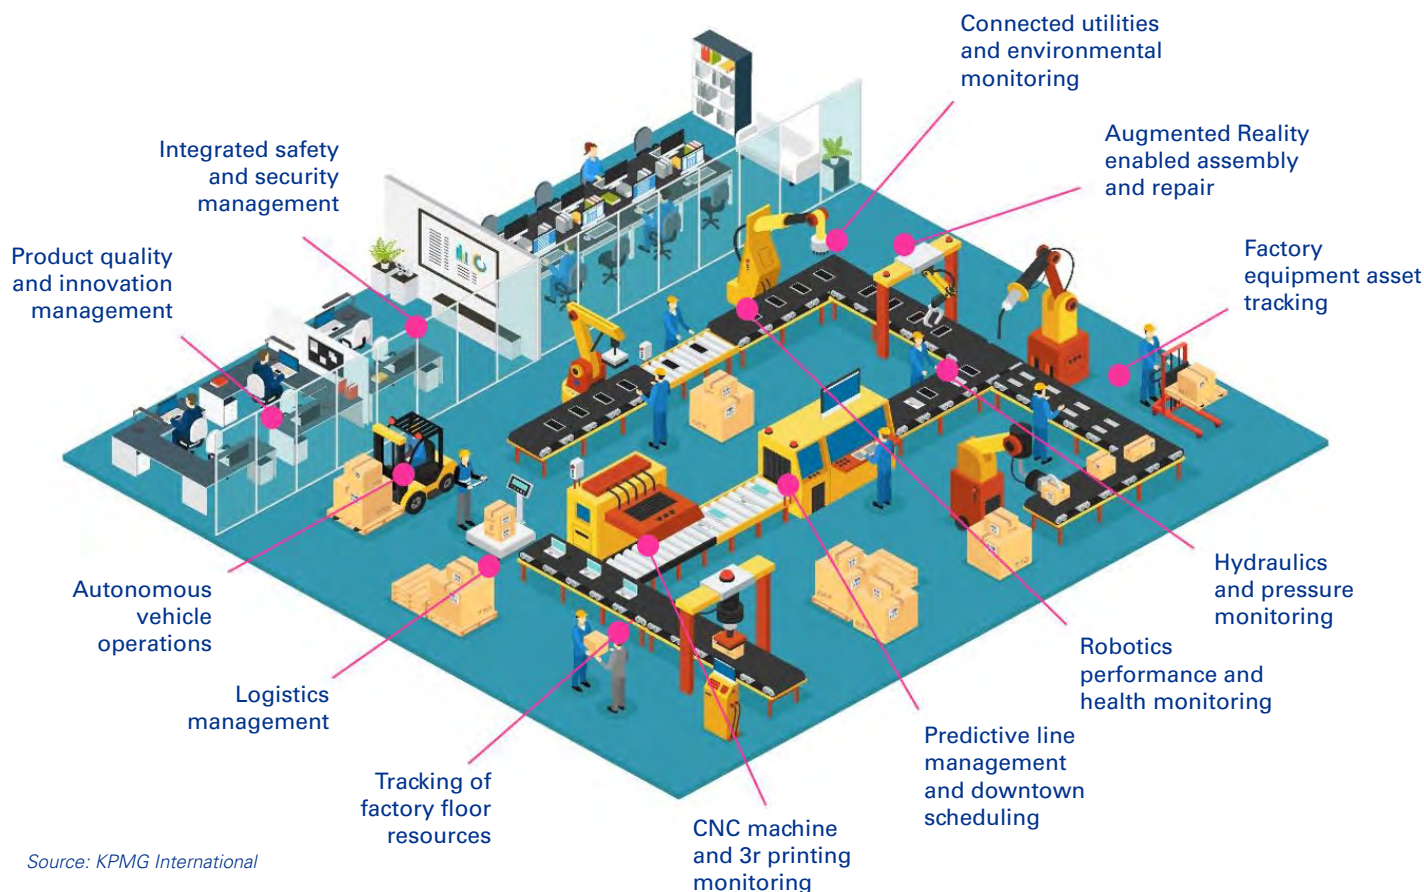 Connected utilities
and environmental
monitoring
Augmented Reality
enabled assembly
and repair
Integrated safety
and security
management
Product quality
and innovation
management
Factory
equipment asset
tracking
Autonomous
vehicle
operations
Hydraulics
and pressure
monitoring
Logistics
management
Robotics
performance and
health monitoring
Predictive line
management
and downtown
scheduling
Tracking of
factory floor
resources
CNC machine
and 3r printing
monitoring
Source: KPMG International